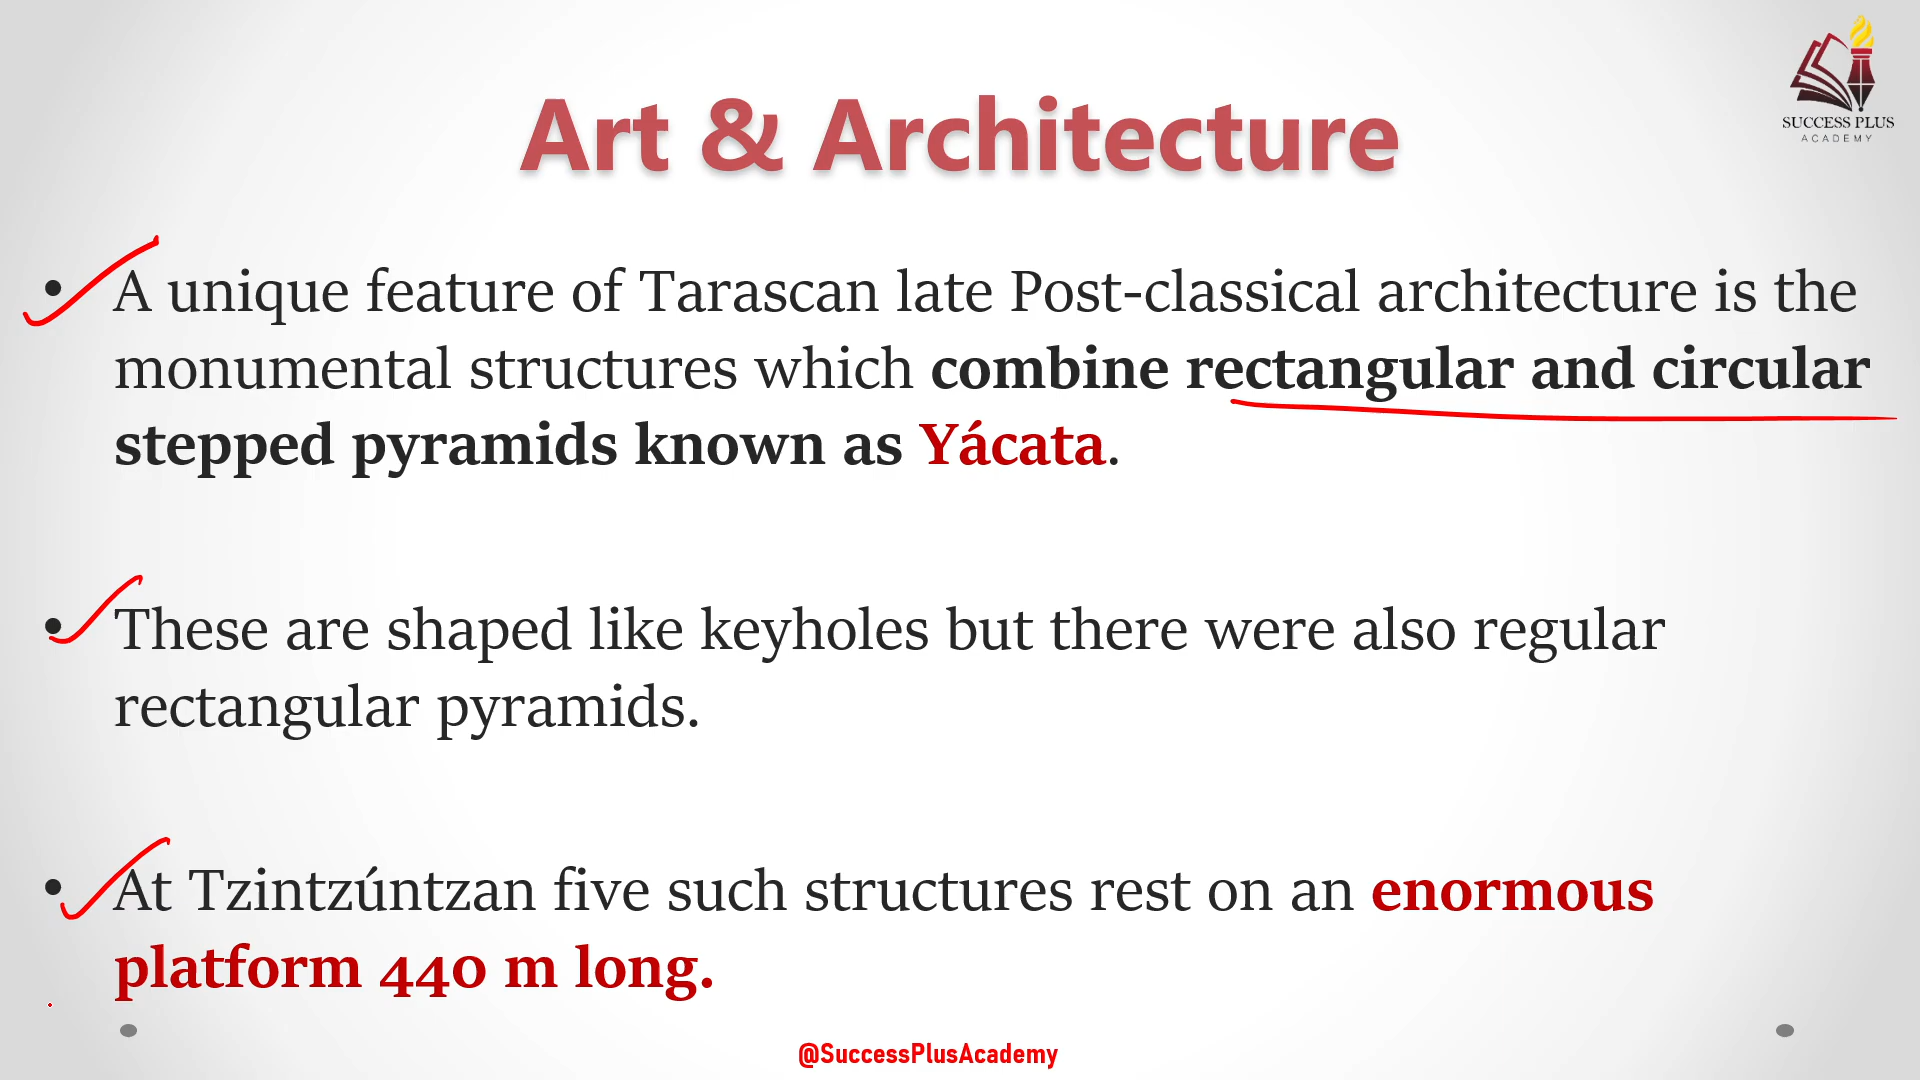 SUCCESS PLUS
ACADEMY
Art & Architecture
• A unique feature of Tarascan late Post-classical architecture is the
monumental structures which combine rectangular and circular
stepped pyramids known as Yácata.
• These are shaped like keyholes but there were also regular
rectangular pyramids.
• At Tzintzúntzan five such structures rest on an enormous
platform 440 m long.
@SuccessPlusAcademy